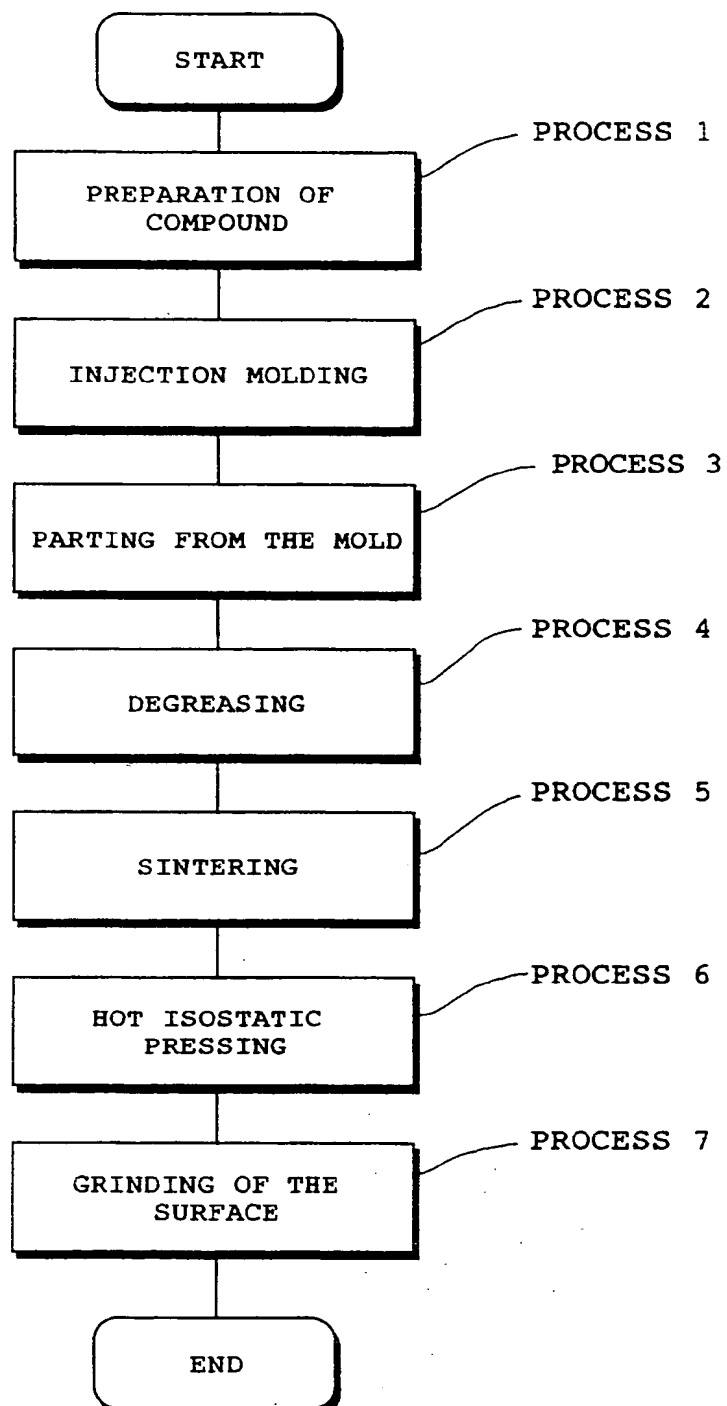 START
PROCESS 1
PREPARATION OF
COMPOUND
PROCESS 2
INJECTION MOLDING
PROCESS 3
PARTING FROM THE MOLD
PROCESS 4
DEGREASING
PROCESS 5
SINTERING
PROCESS 6
HOT ISOSTATIC
PRESSING
PROCESS 7
GRINDING OF THE
SURFACE
END